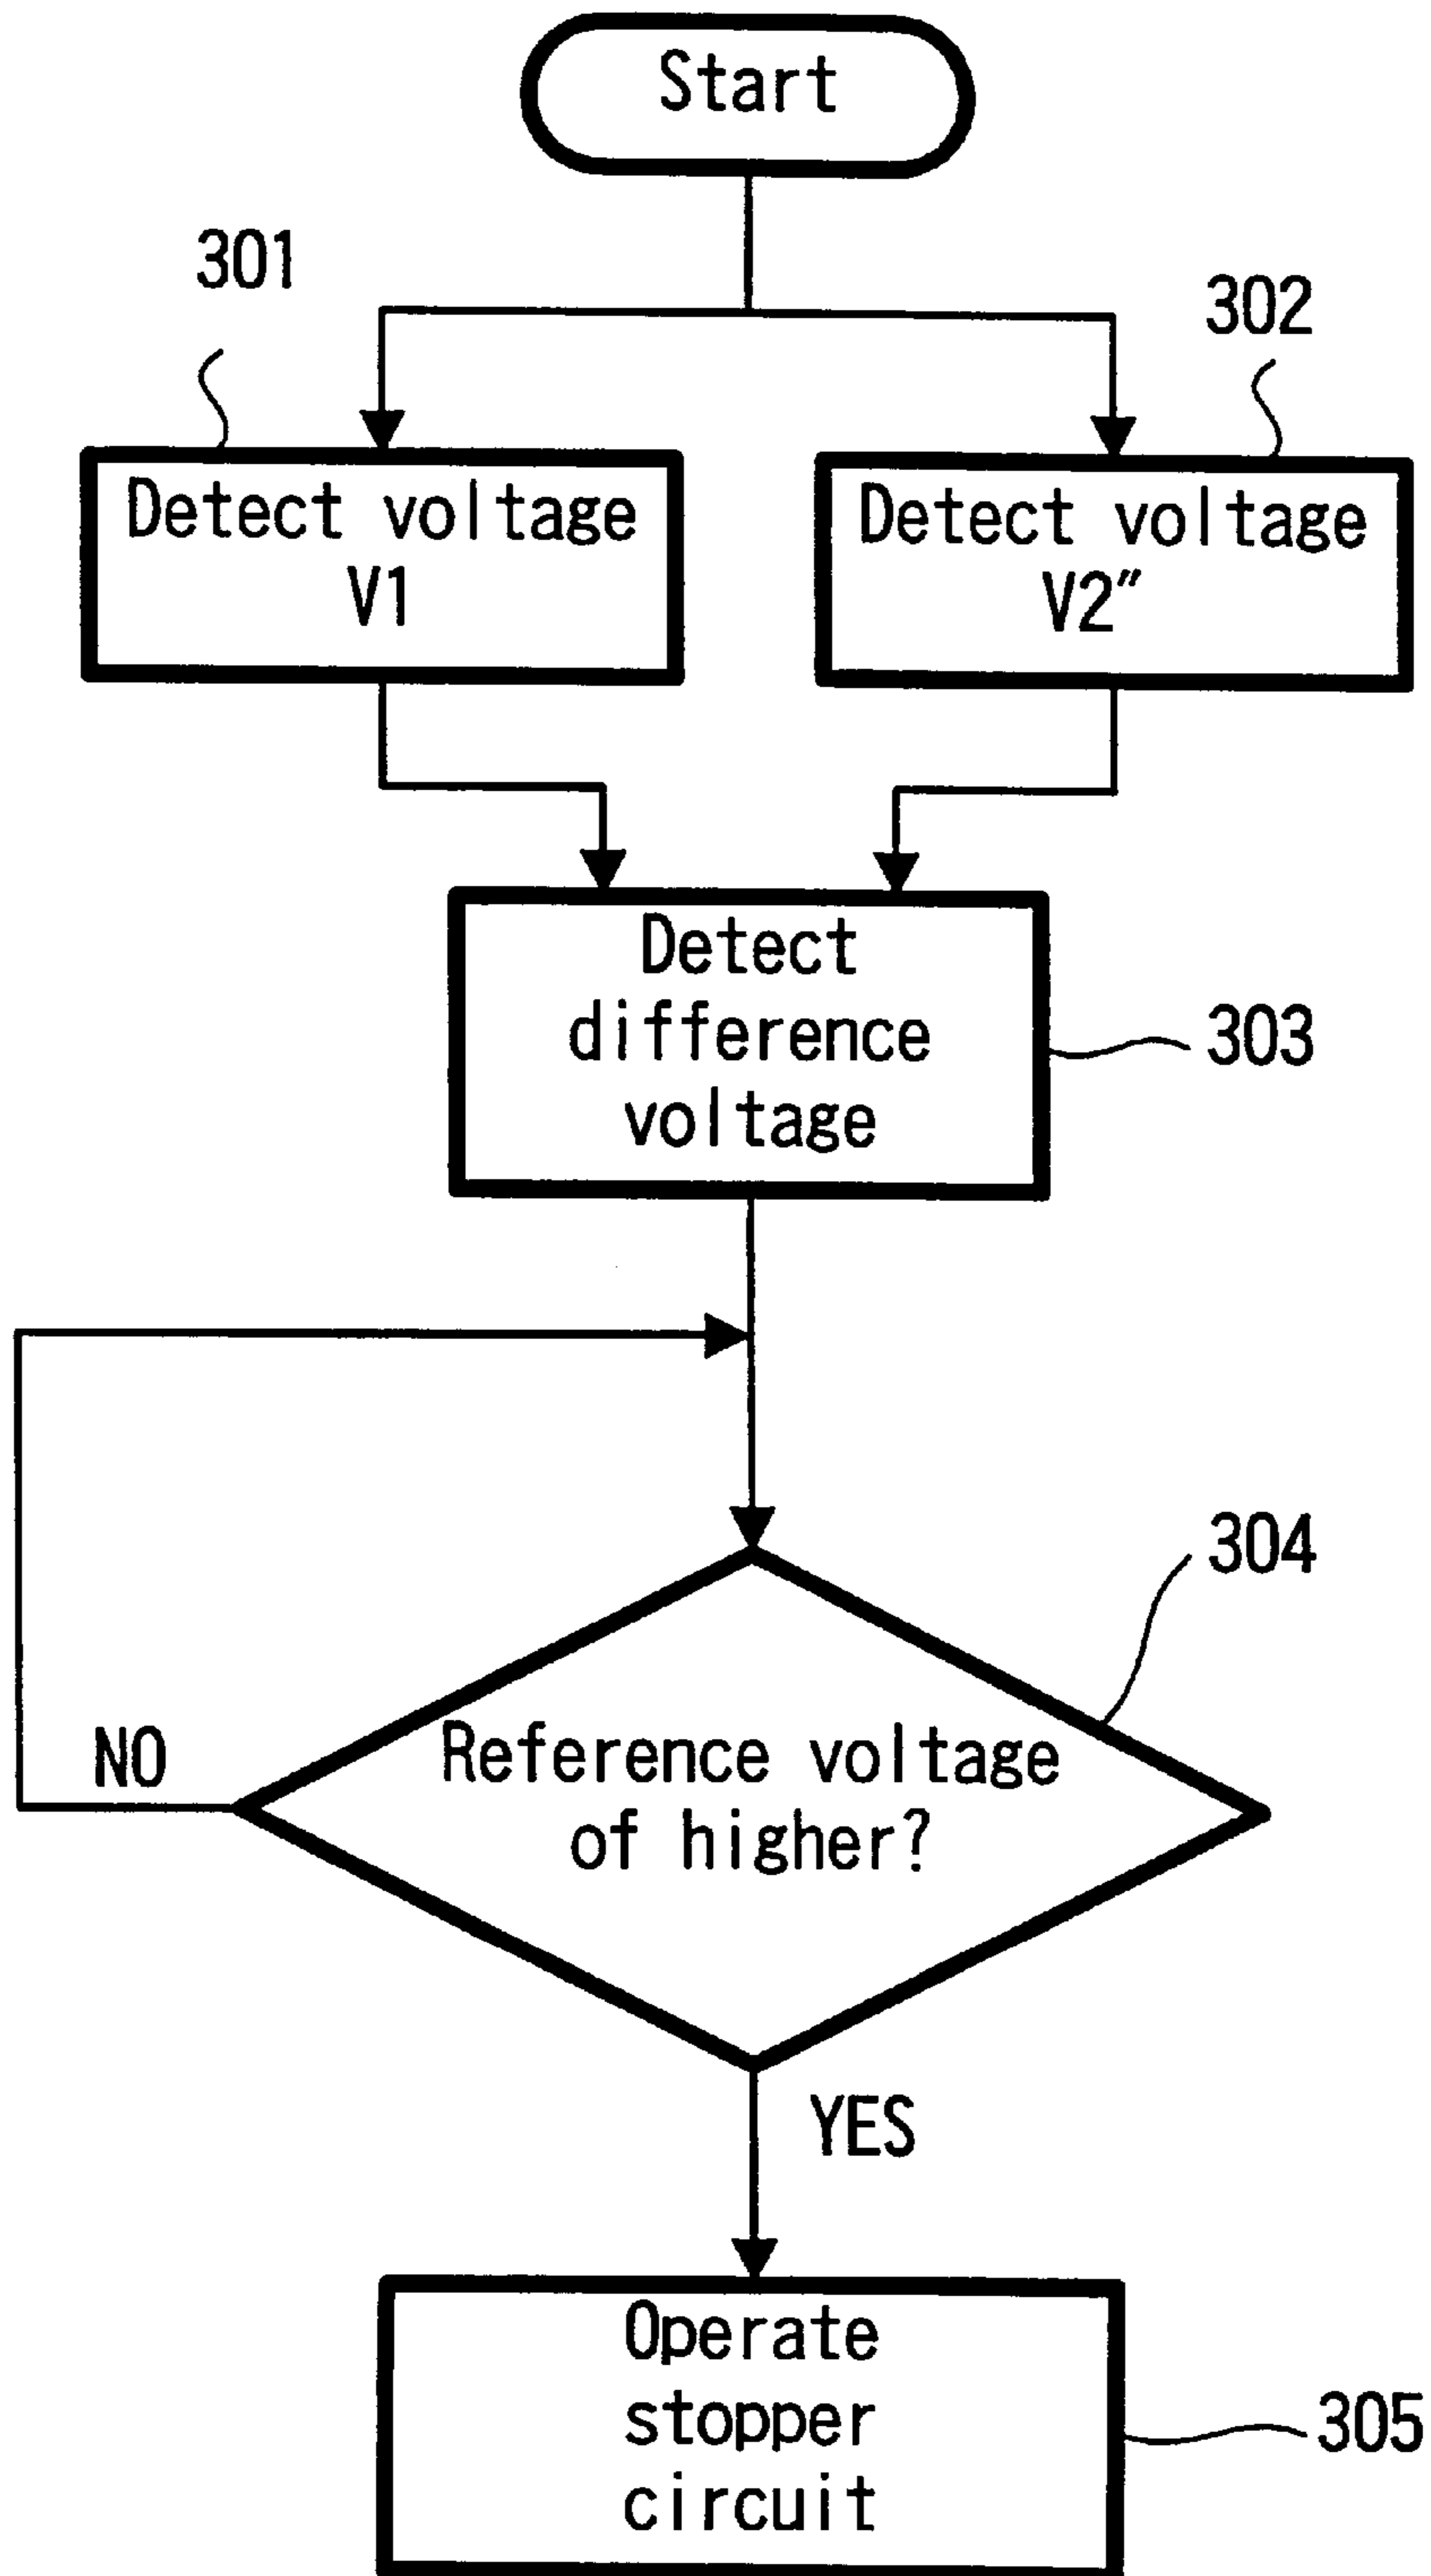 Start
301
302
Detect voltage
V1
Detect voltage
V2″
Detect
difference
voltage
303
304
NO
Reference voltage
of higher?
YES
Operate
stopper
circuit
305